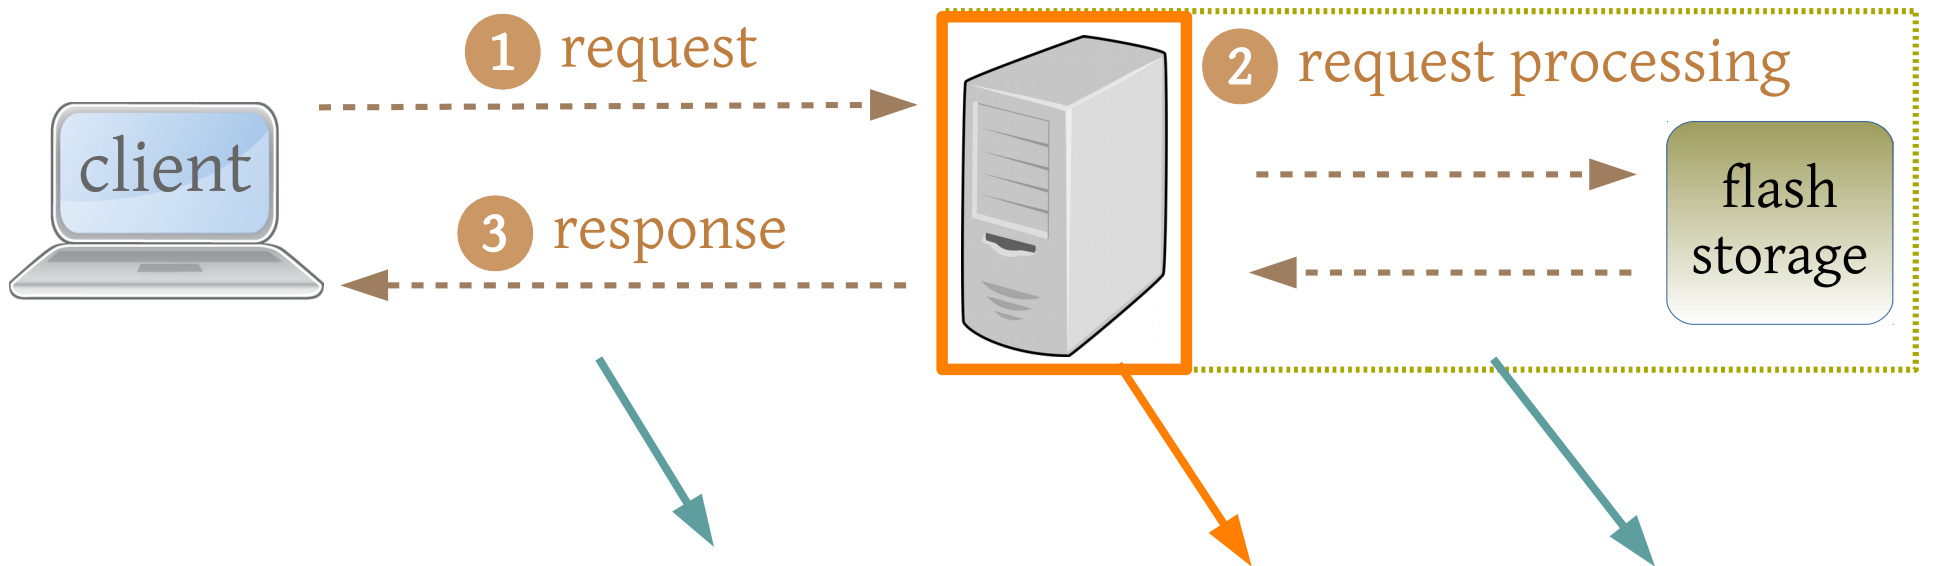 1 request
2 request processing
client
flash
storage
3 response